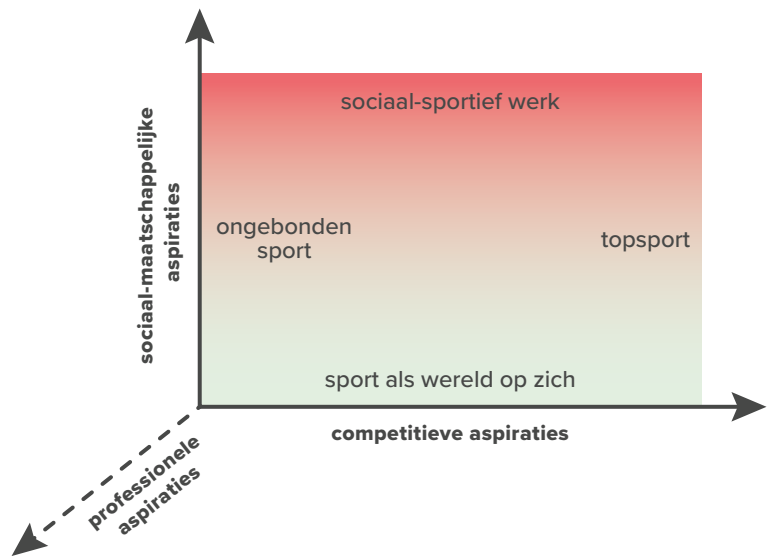 sociaal-sportief werk
sociaal-maatschappelijke
aspiraties
ongebonden
sport
topsport
sport als wereld op zich
competitieve aspiraties
professionele
aspiraties